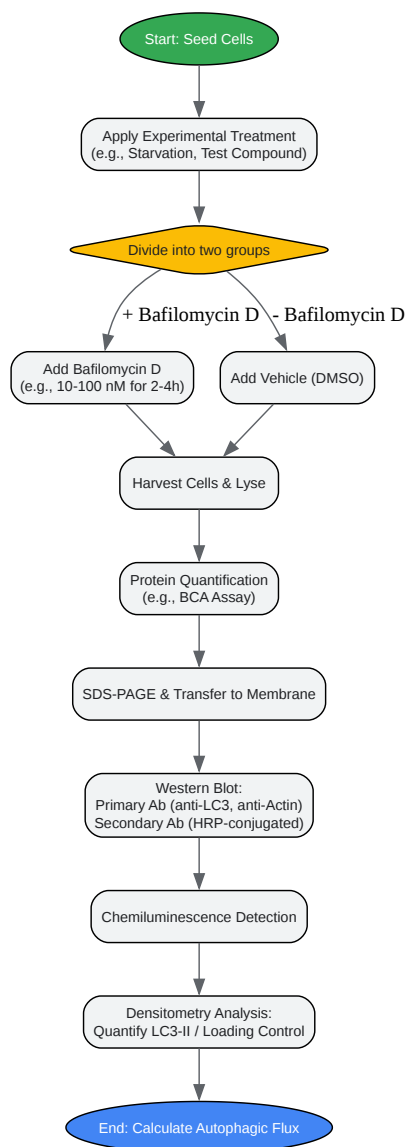 Start: Seed Cells
Apply Experimental Treatment
(e.g., Starvation, Test Compound)
Divide into two groups
+ Bafilomycin D
- Bafilomycin D
Add Bafilomycin D
(e.g., 10-100 nM for 2-4h)
Add Vehicle (DMSO)
Harvest Cells & Lyse
Protein Quantification
(e.g., BCA Assay)
SDS-PAGE & Transfer to Membrane
Western Blot:
Primary Ab (anti-LC3, anti-Actin)
Secondary Ab (HRP-conjugated)
Chemiluminescence Detection
Densitometry Analysis:
Quantify LC3-II / Loading Control
End: Calculate Autophagic Flux